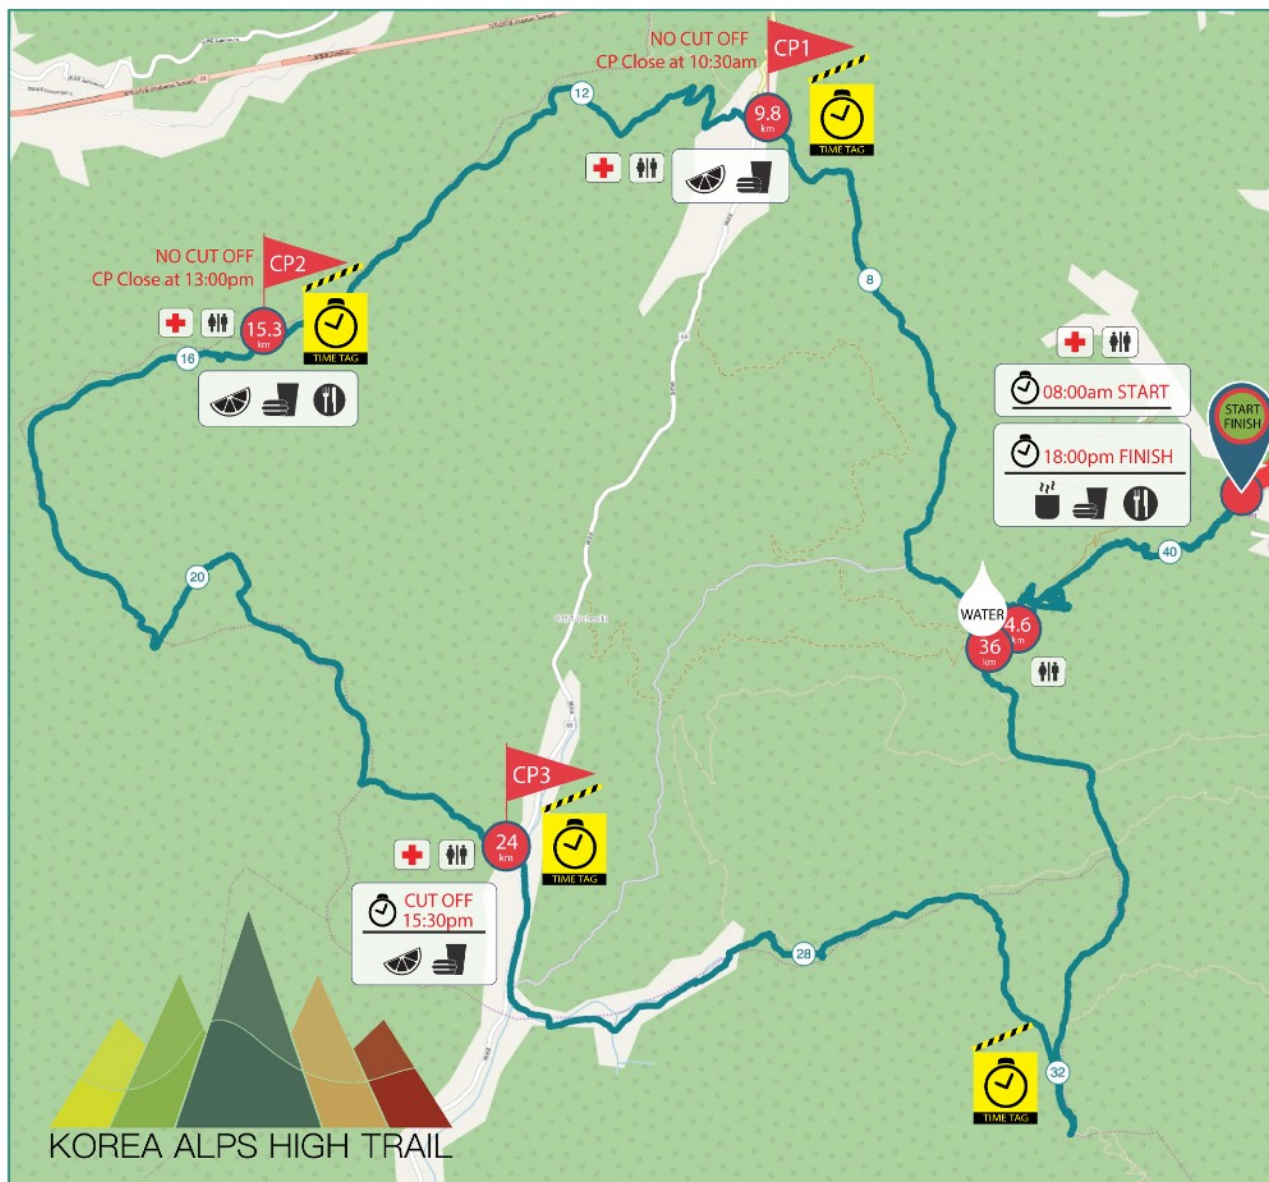 NO CUT OFF
CP Close at 10:30am
CP1
12
9.8
km
TIME TAG
NO CUT OFF
CP Close at 13:00pm
CP2
8
15.3
km
TIME TAG
16
08:00am START
START
FINISH
18:00pm FINISH
40
20
WATER
4.6
km
36
km
CP3
24
km
TIME TAG
CUT OFF
15:30pm
28
32
TIME TAG
KOREA ALPS HIGH TRAIL